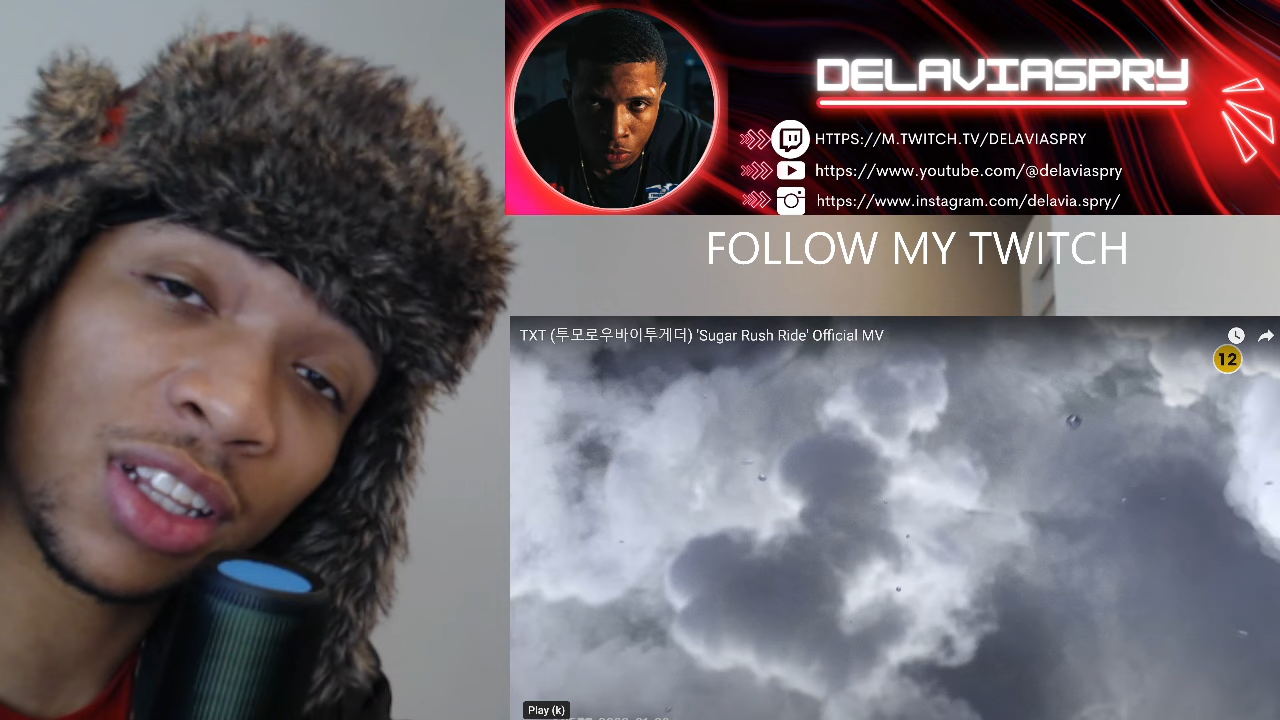 DELAVIASPRY
HTTPS://M.TWITCH.TV/DELAVIASPRY
https://www.youtube.com/@delaviaspry
https://www.instagram.com/delavia.spry/
FOLLOW MY TWITCH
TXT (투모로우바이투게더) 'Sugar Rush Ride' Official MV
12
Play (k)